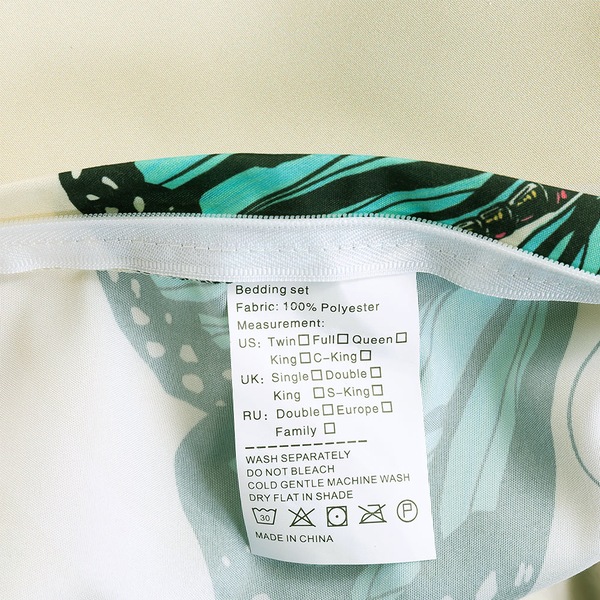 Bedding set
Fabric: 100% Polyester
Measurement:
US: Twin□ Full□ Queen□
King□ C-King□
UK: Single□ Double□
King □ S-King□
RU: Double□ Europe□
Family □
WASH SEPARATELY
DO NOT BLEACH
COLD GENTLE MACHINE WASH
DRY FLAT IN SHADE
30 P
MADE IN CHINA